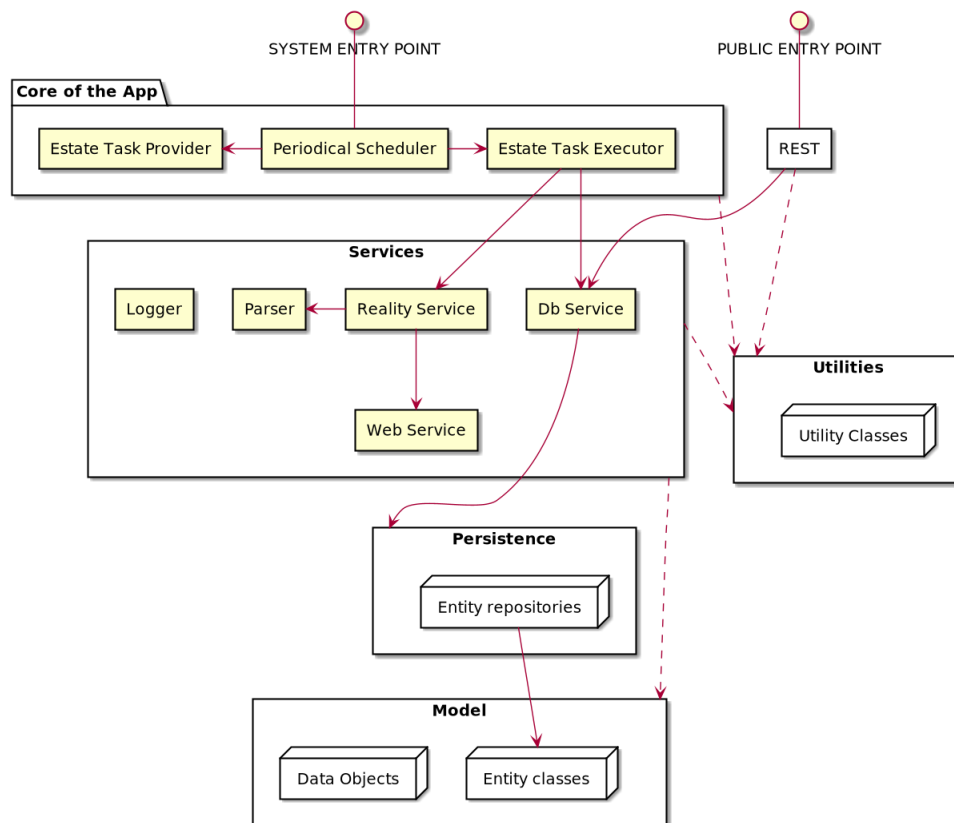 SYSTEM ENTRY POINT
PUBLIC ENTRY POINT
Core of the App
Estate Task Provider
Periodical Scheduler
Estate Task Executor
REST
Services
Logger
Parser
Reality Service
Db Service
Utilities
Web Service
Utility Classes
Persistence
Entity repositories
Model
Data Objects
Entity classes